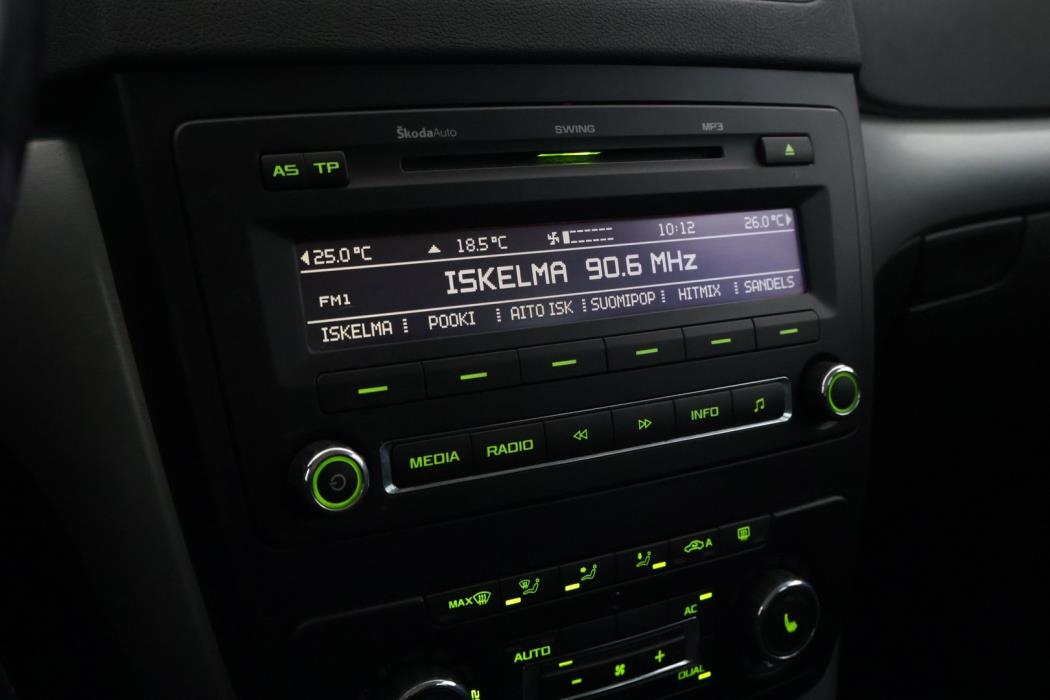 ŠkodaAuto SWING MP3
AS TP
25.0°C 18.5°C 10:12 26.0°C
ISKELMA 90.6 MHz
FM1
ISKELMA POOKI AITO ISK SUOMIPOP HITMIX SANDELS
MEDIA RADIO INFO
MAX A
AC
AUTO
- +
DUAL